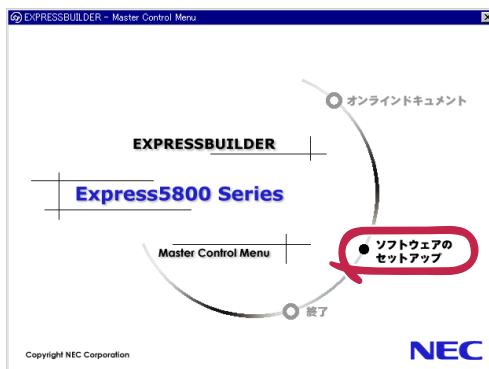 EXPRESSBUILDER - Master Control Menu
オンラインドキュメント
EXPRESSBUILDER
Express5800 Series
ソフトウェアの
セットアップ
Master Control Menu
終了
Copyright NEC Corporation
NEC